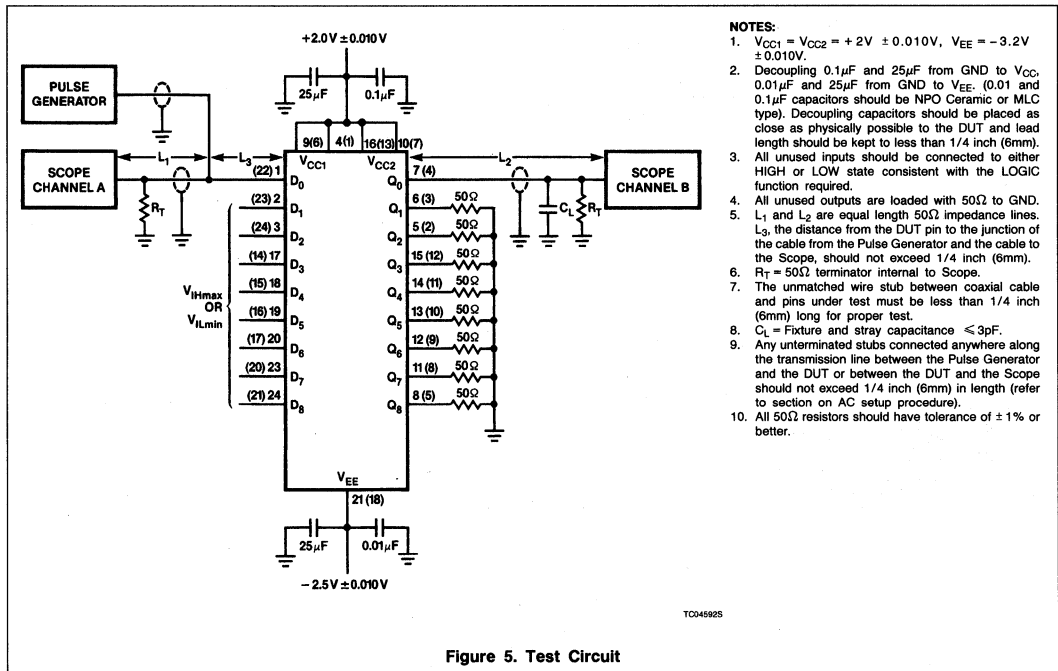 +2.0V ± 0.010V
25μF
0.1μF
PULSE
GENERATOR
SCOPE
CHANNEL A
L1
L3
RT
9(6)
4(1)
16(13)
10(7)
VCC1
VCC2
L2
SCOPE
CHANNEL B
CL
RT
(22) 1
D0
Q0
7 (4)
(23) 2
D1
Q1
6 (3)
50Ω
(24) 3
D2
Q2
5 (2)
50Ω
(14) 17
D3
Q3
15 (12)
50Ω
(15) 18
D4
Q4
14 (11)
50Ω
(16) 19
D5
Q5
13 (10)
50Ω
(17) 20
D6
Q6
12 (9)
50Ω
(20) 23
D7
Q7
11 (8)
50Ω
(21) 24
D8
Q8
8 (5)
50Ω
VIHmax
OR
VILmin
VEE
21 (18)
25μF
0.01μF
− 2.5V ± 0.010V
TC04592S
NOTES:
1. VCC1 = VCC2 = + 2V ± 0.010V, VEE = − 3.2V
± 0.010V.
2. Decoupling 0.1μF and 25μF from GND to VCC,
0.01μF and 25μF from GND to VEE. (0.01 and
0.1μF capacitors should be NPO Ceramic or MLC
type). Decoupling capacitors should be placed as
close as physically possible to the DUT and lead
length should be kept to less than 1/4 inch (6mm).
3. All unused inputs should be connected to either
HIGH or LOW state consistent with the LOGIC
function required.
4. All unused outputs are loaded with 50Ω to GND.
5. L1 and L2 are equal length 50Ω impedance lines.
L3, the distance from the DUT pin to the junction of
the cable from the Pulse Generator and the cable to
the Scope, should not exceed 1/4 inch (6mm).
6. RT = 50Ω terminator internal to Scope.
7. The unmatched wire stub between coaxial cable
and pins under test must be less than 1/4 inch
(6mm) long for proper test.
8. CL = Fixture and stray capacitance ≤ 3pF.
9. Any unterminated stubs connected anywhere along
the transmission line between the Pulse Generator
and the DUT or between the DUT and the Scope
should not exceed 1/4 inch (6mm) in length (refer
to section on AC setup procedure).
10. All 50Ω resistors should have tolerance of ± 1% or
better.
Figure 5. Test Circuit